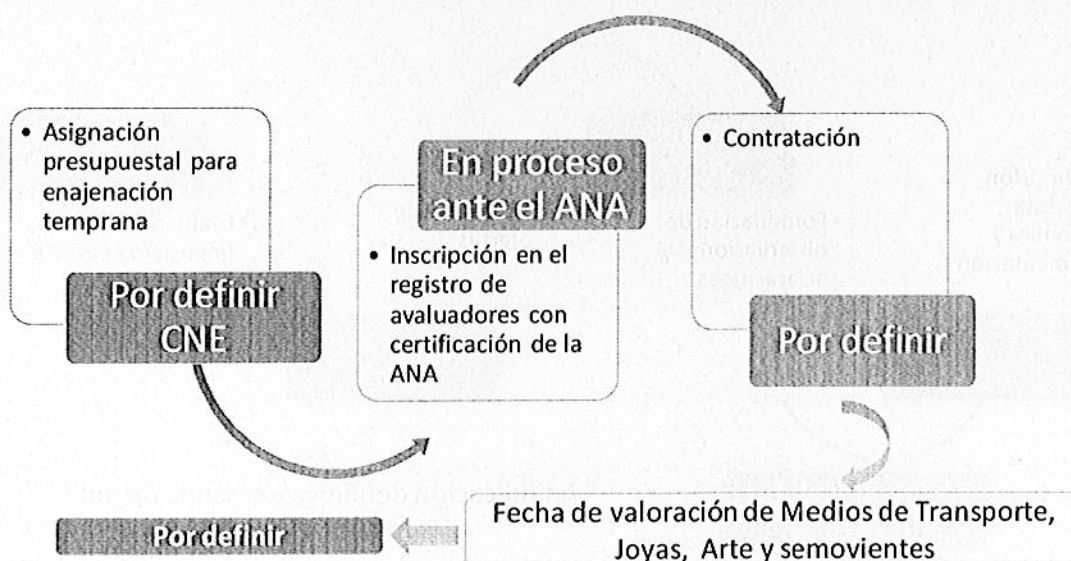 • Asignación
presupuestal para
enajenación
temprana
Por definir
CNE
En proceso
ante el ANA
• Inscripción en el
registro de
avaluadores con
certificación de la
ANA
• Contratación
Por definir
Fecha de valoración de Medios de Transporte,
Joyas, Arte y semovientes
Por definir